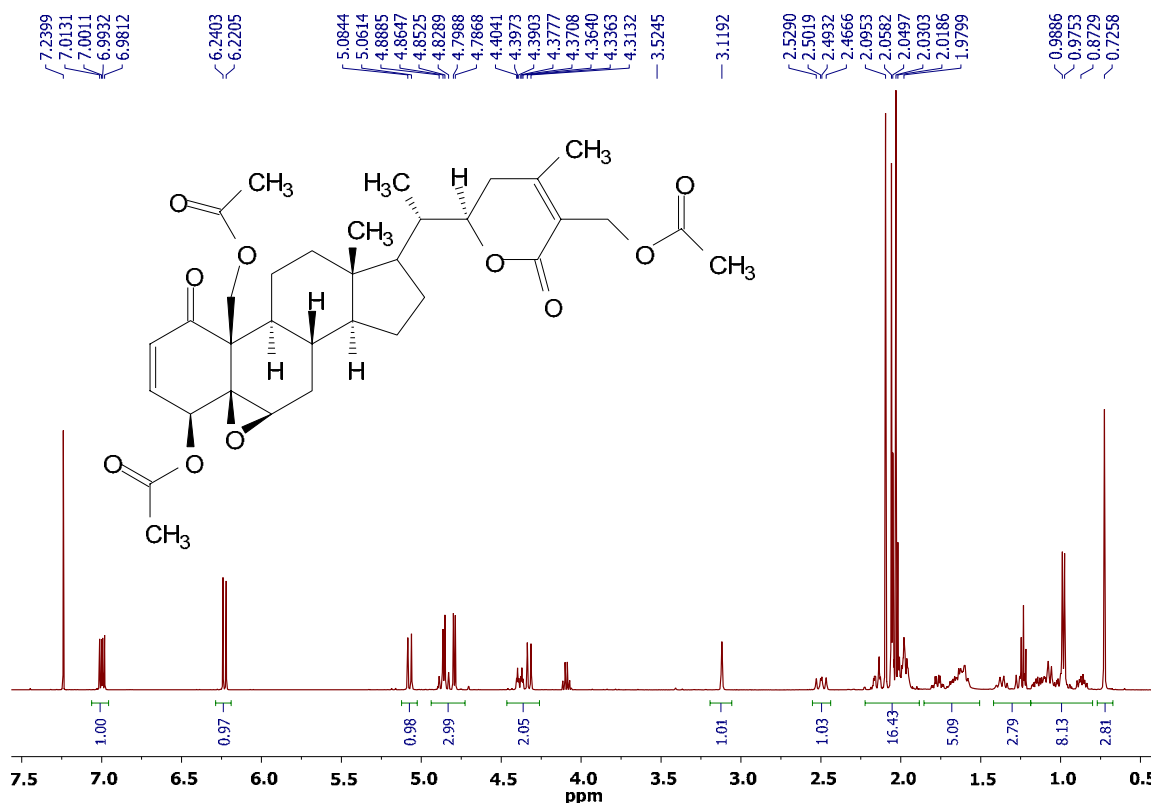 7.2399
7.0131
7.0011
6.9932
6.9812
6.2403
6.2205
5.0844
5.0614
4.8885
4.8647
4.8525
4.8289
4.7988
4.7868
4.4041
4.3973
4.3903
4.3777
4.3708
4.3640
4.3363
4.3132
3.5245
3.1192
2.5290
2.5019
2.4932
2.4666
2.0953
2.0582
2.0497
2.0303
2.0186
1.9799
0.9886
0.9753
0.8729
0.7258
CH3
O
CH3
H3C
H
O
O
CH3
O
O
O
CH3
O
O
H
H
H
O
O
O
CH3
1.00
0.97
0.98
2.99
2.05
1.01
1.03
16.43
5.09
2.79
8.13
2.81
7.5 7.0 6.5 6.0 5.5 5.0 4.5 4.0 3.5 3.0 2.5 2.0 1.5 1.0 0.5
ppm